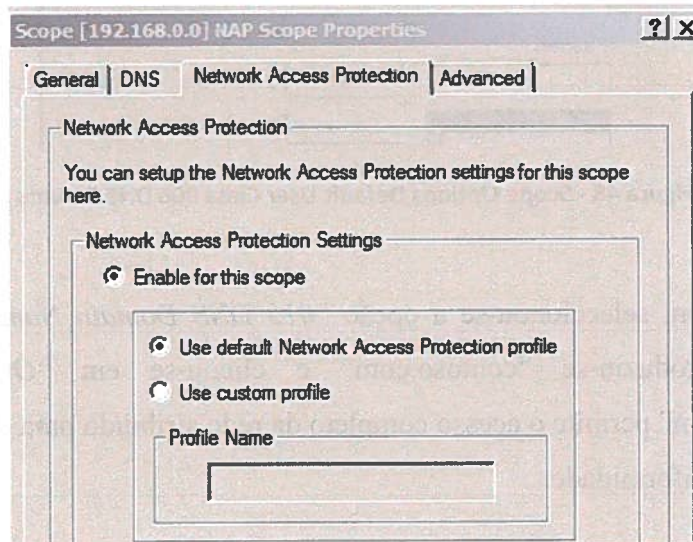 Scope [192.168.0.0] NAP Scope Properties
General DNS Network Access Protection Advanced
Network Access Protection
You can setup the Network Access Protection settings for this scope
here.
Network Access Protection Settings
Enable for this scope
Use default Network Access Protection profile
Use custom profile
Profile Name